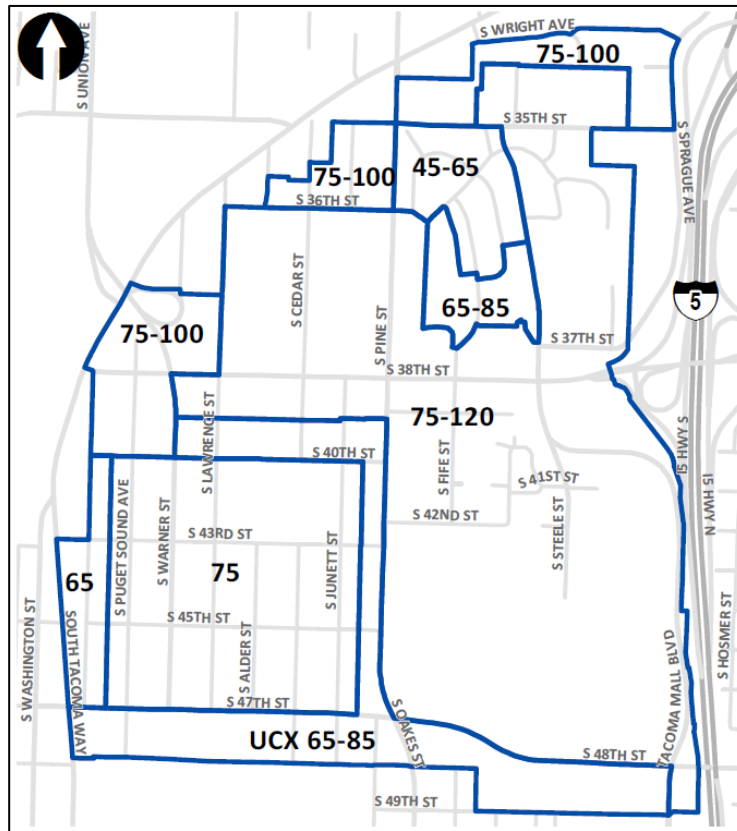 S UNION AVE
S WRIGHT AVE
75-100
S 35TH ST
S SPRAGUE AVE
75-100
45-65
S 36TH ST
S CEDAR ST
5
65-85
75-100
S PINE ST
S 37TH ST
S 38TH ST
75-120
S LAWRENCE ST
S 40TH ST
S FIFE ST
I5 HWY S
I5 HWY N
S 41ST ST
S PUGET SOUND AVE
S WARNER ST
S 42ND ST
S STEELE ST
S 43RD ST
S JUNETT ST
65
75
S WASHINGTON ST
SOUTH TACOMA WAY
S 45TH ST
S ALDER ST
S HOSMER ST
TACOMA MALL BLVD
S 47TH ST
S OAKES ST
UCX 65-85
S 48TH ST
S 49TH ST